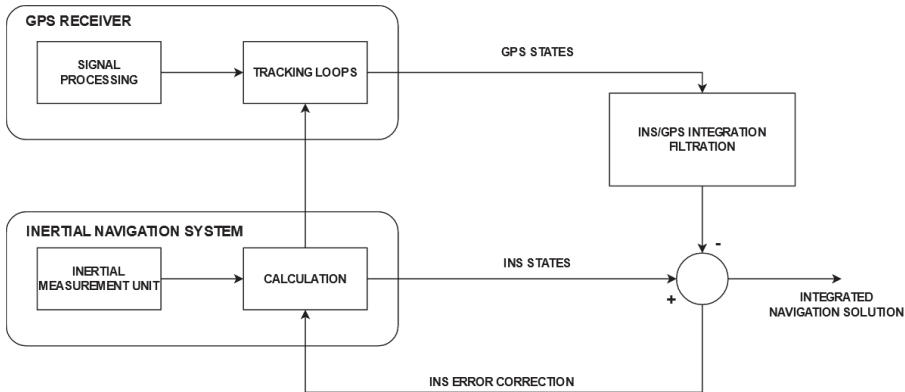 GPS RECEIVER
SIGNAL
PROCESSING
TRACKING LOOPS
GPS STATES
INS/GPS INTEGRATION
FILTRATION
-
INERTIAL NAVIGATION SYSTEM
INERTIAL
MEASUREMENT UNIT
CALCULATION
INS STATES
+
INTEGRATED
NAVIGATION SOLUTION
INS ERROR CORRECTION